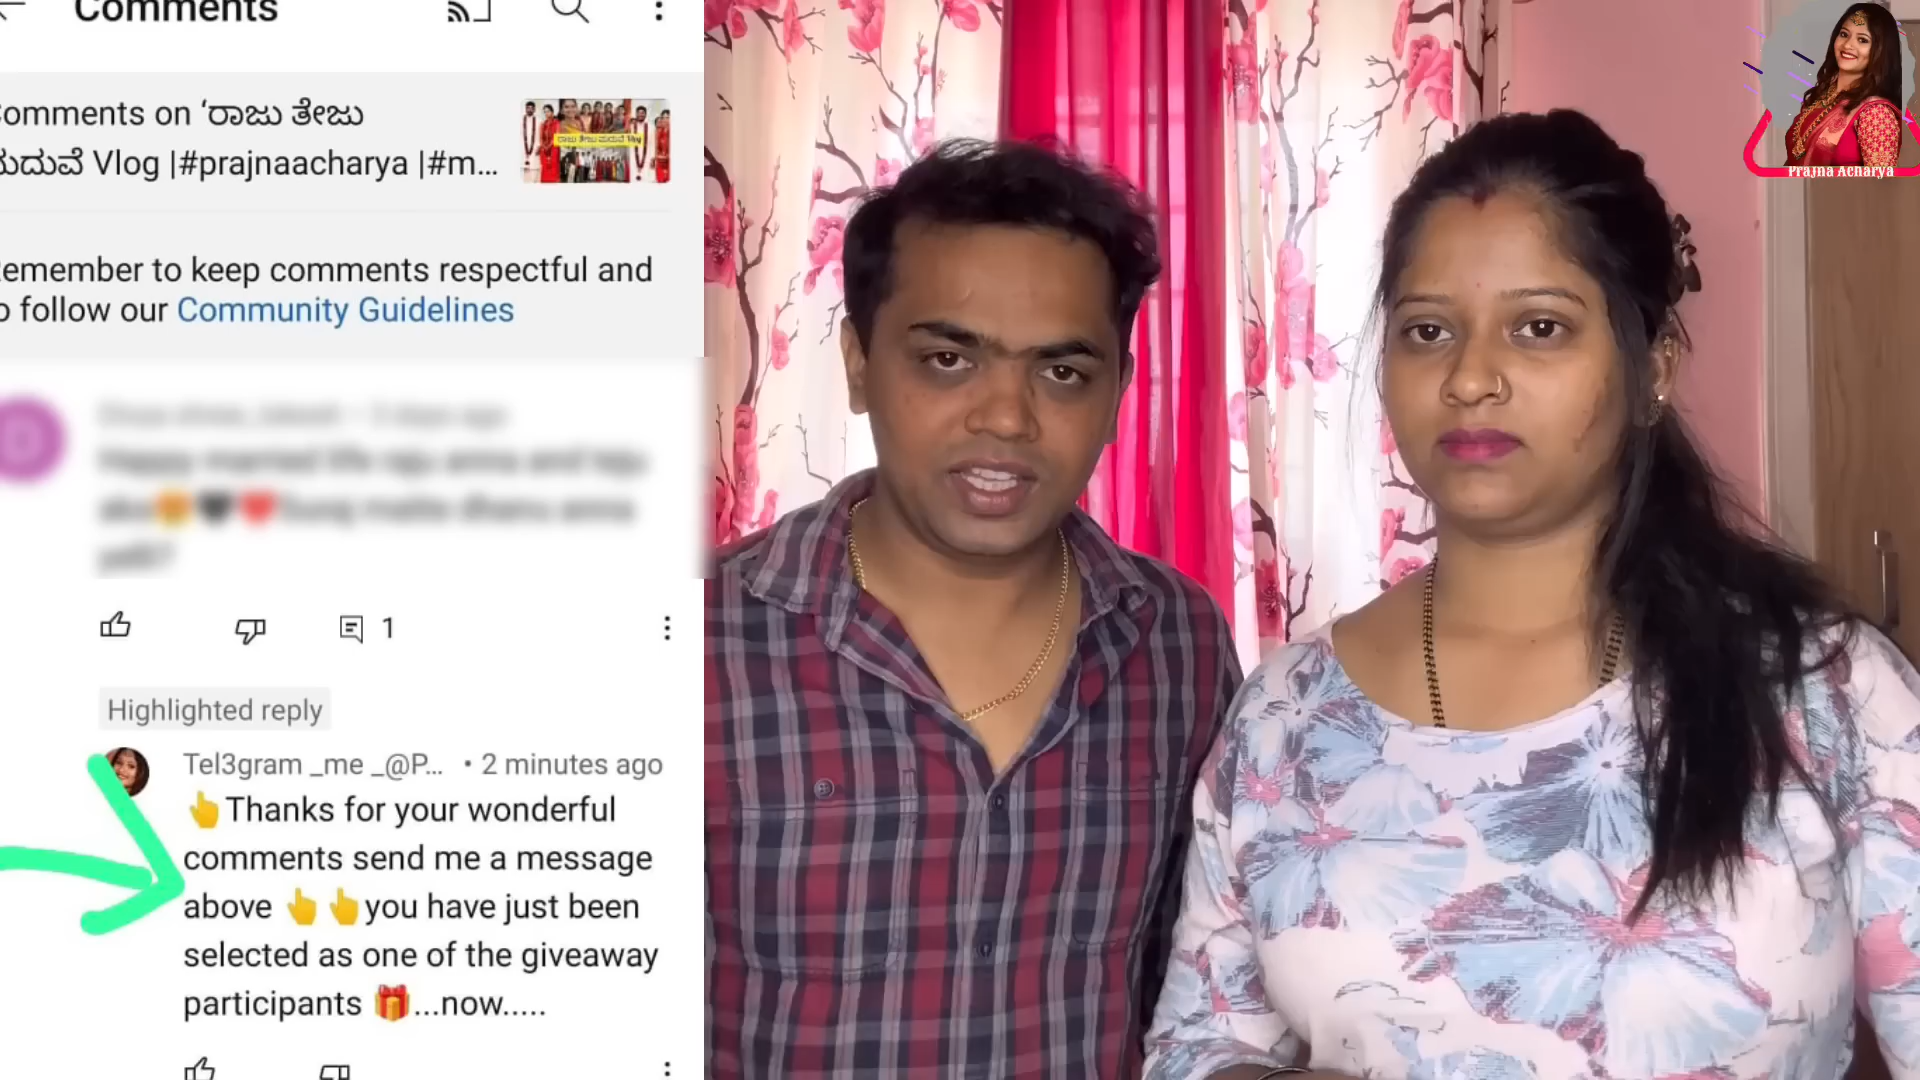 Comments
omments on ‘ರಾಜು ತೇಜು
ಮದುವೆ Vlog |#prajnaacharya |#m...
ರಾಜು ತೇಜು ಮದುವೆ Vlog
emember to keep comments respectful and
o follow our Community Guidelines
D
1
Highlighted reply
Tel3gram _me _@P... • 2 minutes ago
👆Thanks for your wonderful
comments send me a message
above 👆👆you have just been
selected as one of the giveaway
participants 🎁...now.....
Prajna Acharya